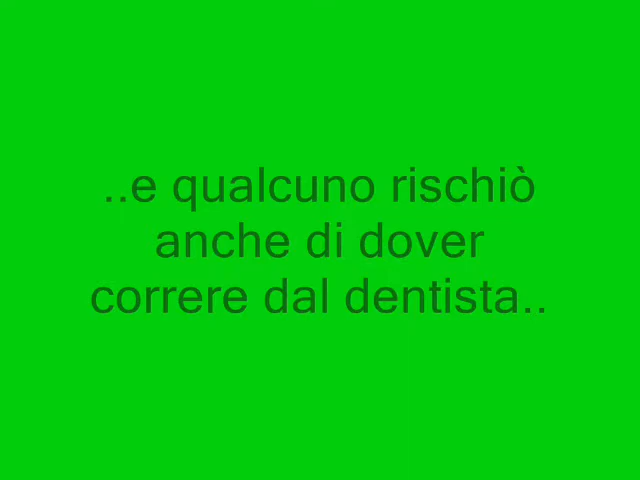 ..e qualcuno rischiò
anche di dover
correre dal dentista..